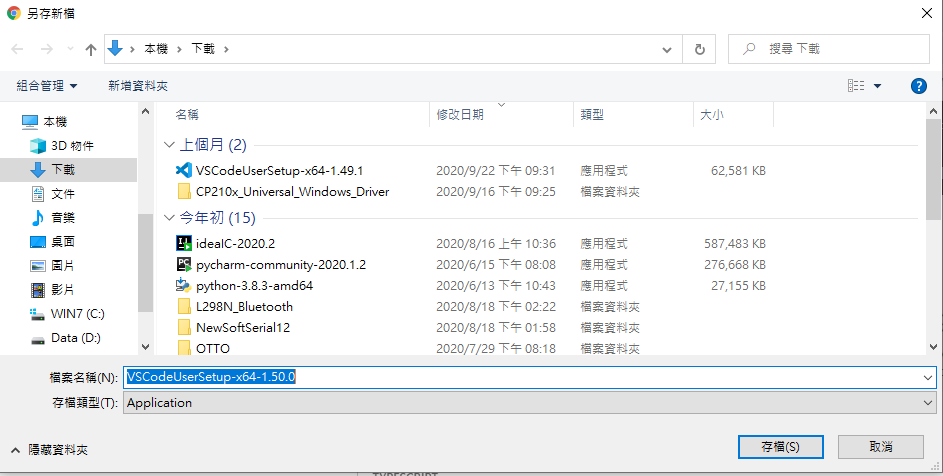 另存新檔
本機 下載
搜尋 下載
組合管理 新增資料夾
?
本機
3D 物件
下載
文件
音樂
桌面
圖片
影片
WIN7 (C:)
Data (D:)
名稱 修改日期 類型 大小
上個月 (2)
VSCodeUserSetup-x64-1.49.1 2020/9/22 下午 09:31 應用程式 62,581 KB
CP210x_Universal_Windows_Driver 2020/9/16 下午 09:25 檔案資料夾
今年初 (15)
ideaIC-2020.2 2020/8/16 上午 10:36 應用程式 587,483 KB
pycharm-community-2020.1.2 2020/6/15 下午 08:08 應用程式 276,668 KB
python-3.8.3-amd64 2020/6/13 下午 10:43 應用程式 27,155 KB
L298N_Bluetooth 2020/8/18 下午 02:22 檔案資料夾
NewSoftSerial12 2020/8/18 下午 01:58 檔案資料夾
OTTO 2020/7/29 下午 08:18 檔案資料夾
檔案名稱(N): VSCodeUserSetup-x64-1.50.0
存檔類型(T): Application
隱藏資料夾 存檔(S) 取消
TYPESCRIPT